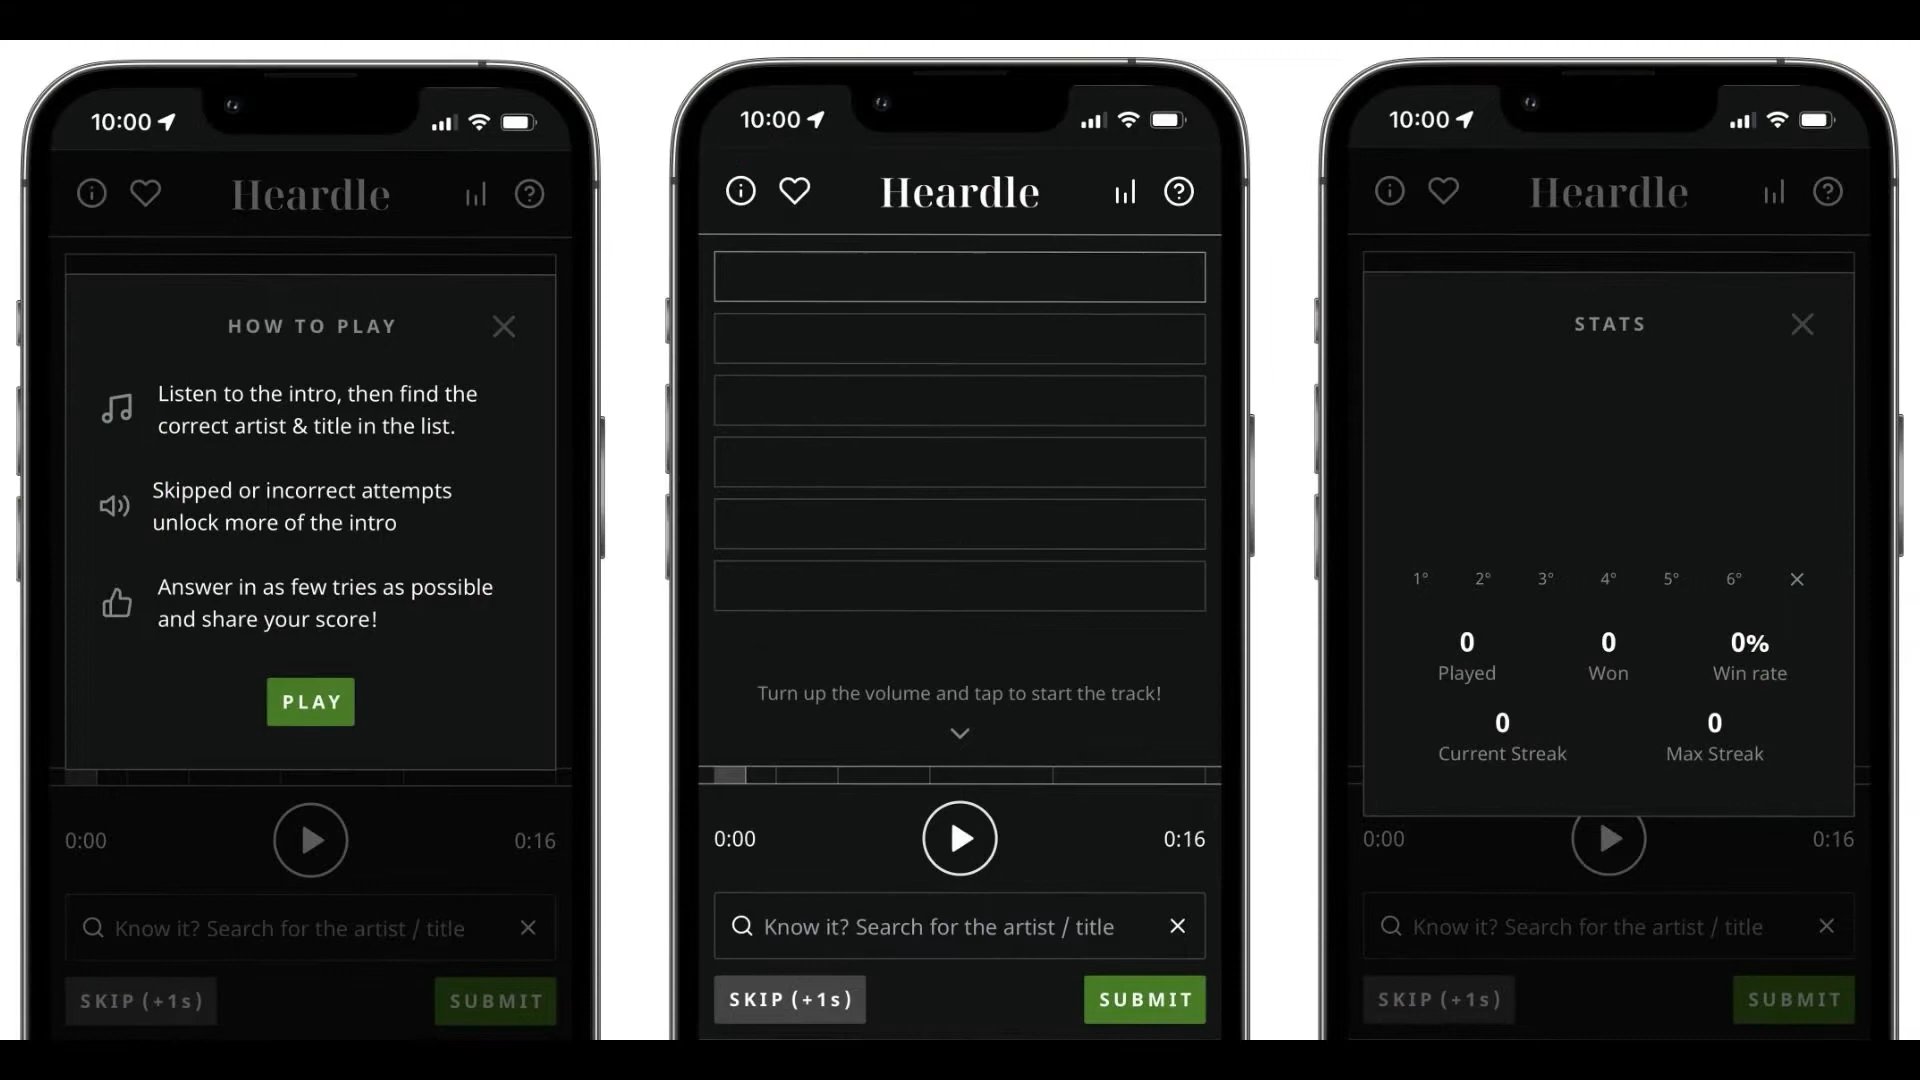 10:00
Heardle
HOW TO PLAY
Listen to the intro, then find the
correct artist & title in the list.
Skipped or incorrect attempts
unlock more of the intro
Answer in as few tries as possible
and share your score!
PLAY
0:00
0:16
Know it? Search for the artist / title
SKIP (+1s)
SUBMIT
10:00
Heardle
Turn up the volume and tap to start the track!
0:00
0:16
Know it? Search for the artist / title
SKIP (+1s)
SUBMIT
10:00
Heardle
STATS
1° 2° 3° 4° 5° 6°
0 0 0%
Played Won Win rate
0 0
Current Streak Max Streak
0:00
0:16
Know it? Search for the artist / title
SKIP (+1s)
SUBMIT